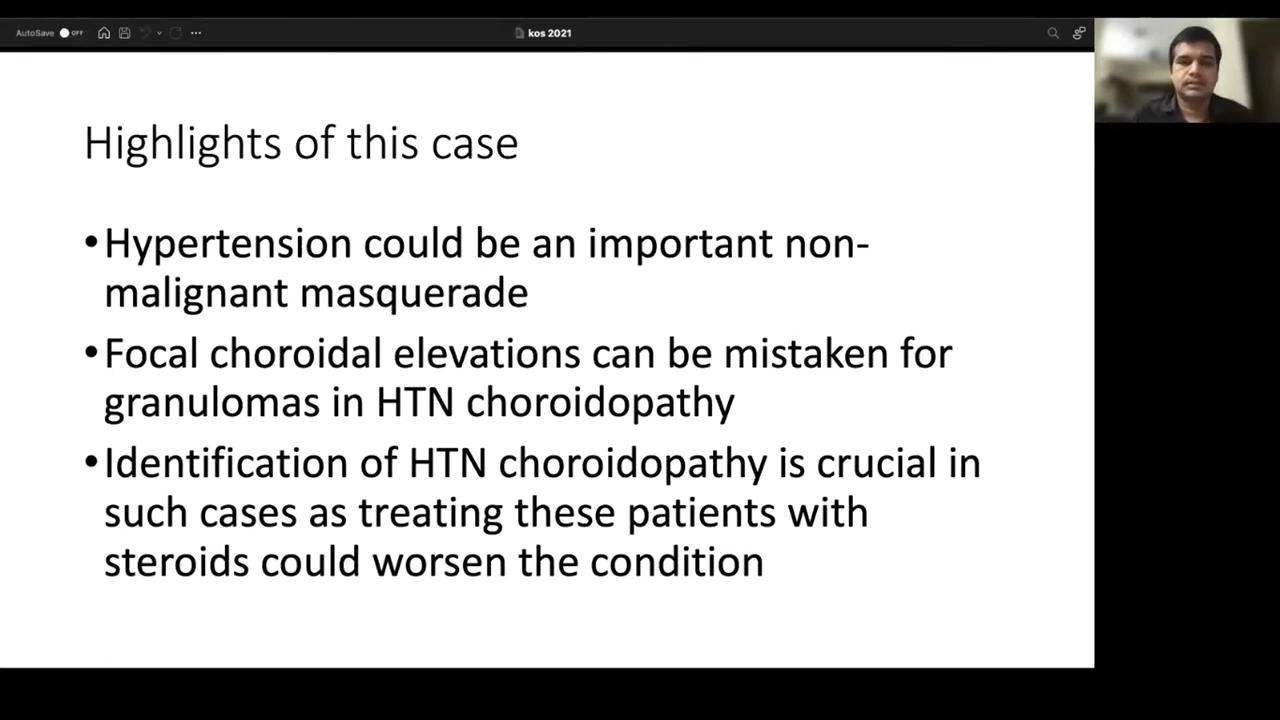 AutoSave OFF
kos 2021
Highlights of this case
•Hypertension could be an important non-
malignant masquerade
•Focal choroidal elevations can be mistaken for
granulomas in HTN choroidopathy
•Identification of HTN choroidopathy is crucial in
such cases as treating these patients with
steroids could worsen the condition